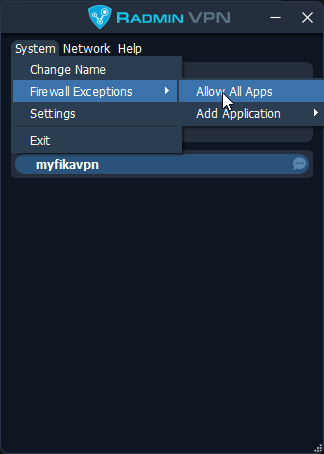 RADMIN VPN
System Network Help
Change Name
Firewall Exceptions
Allow All Apps
Settings
Add Application
Exit
myfikavpn